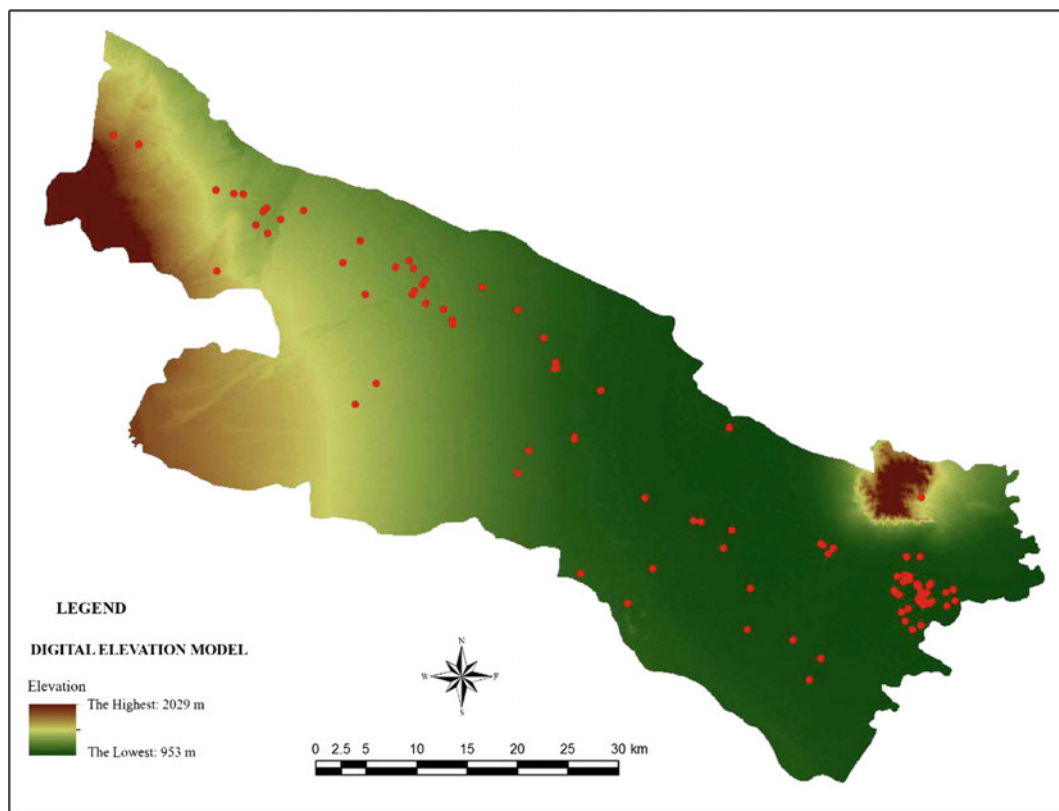 LEGEND
DIGITAL ELEVATION MODEL
Elevation
The Highest: 2029 m
The Lowest: 953 m
N
W E
S
0 2.5 5 10 15 20 25 30 km